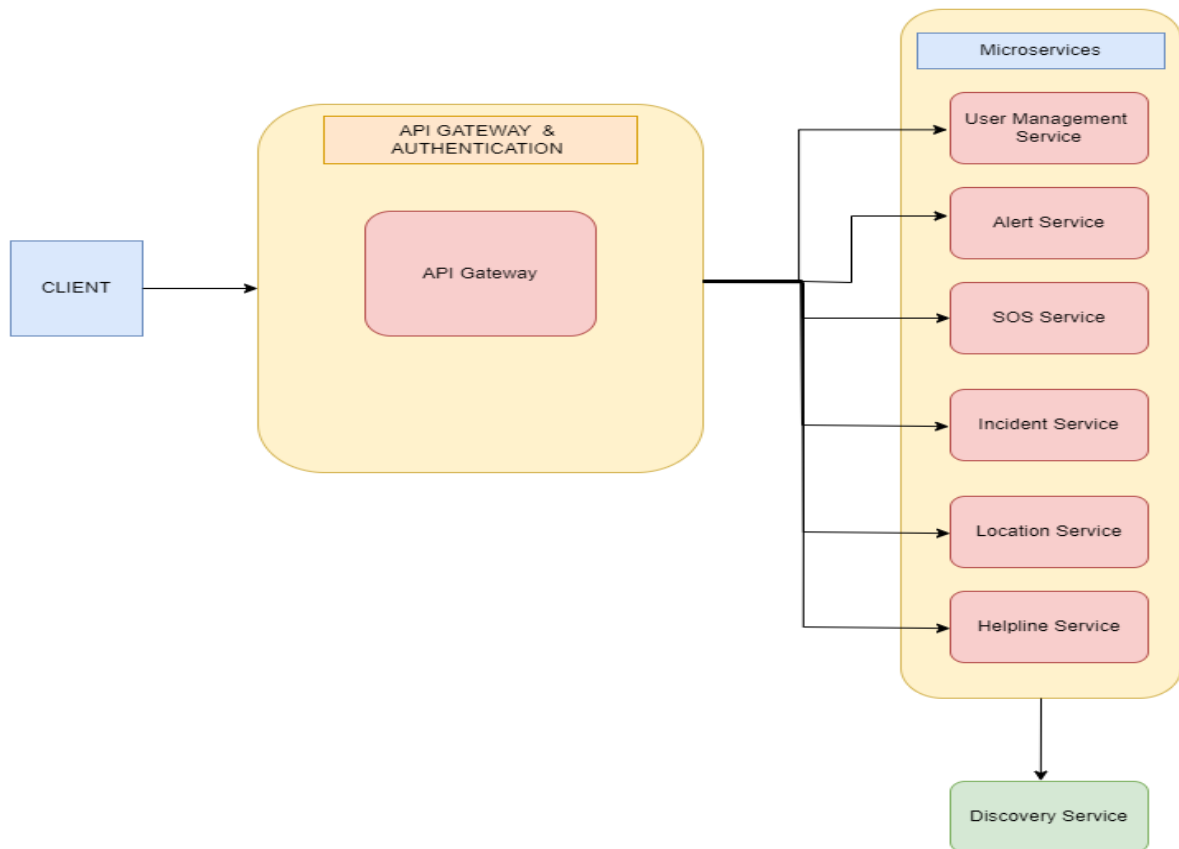 Microservices
User Management
Service
API GATEWAY & 
AUTHENTICATION
Alert Service
API Gateway
CLIENT
SOS Service
Incident Service
Location Service
Helpline Service
Discovery Service